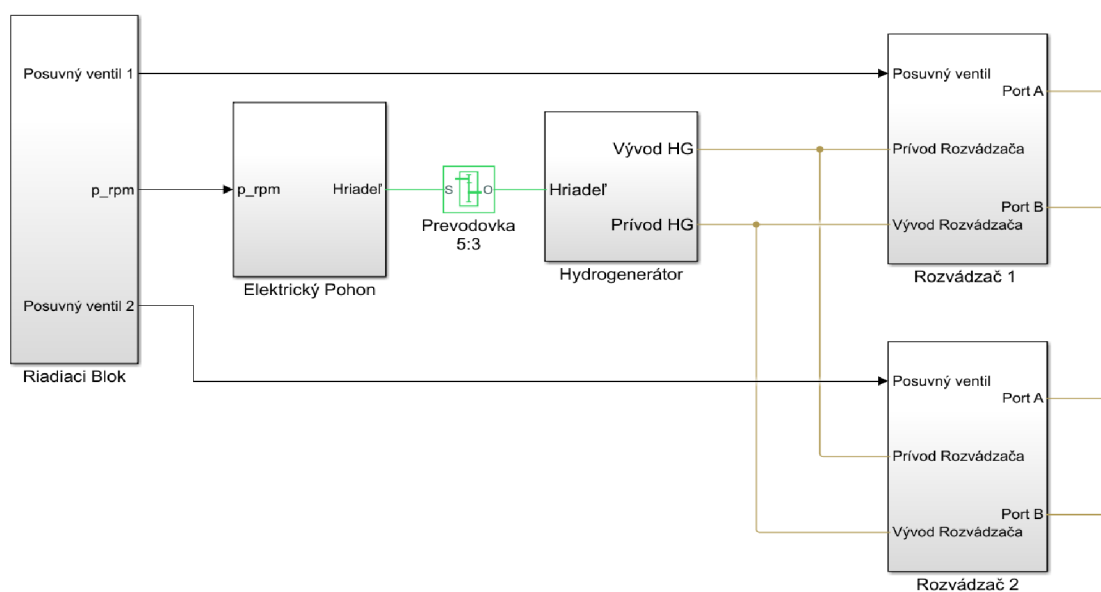 Posuvný ventil 1
p_rpm
Posuvný ventil 2
Riadiaci Blok
p_rpm
Hriadeľ
Elektrický Pohon
S
O
Prevodovka
5:3
Vývod HG
Hriadeľ
Prívod HG
Hydrogenerátor
Posuvný ventil
Port A
Prívod Rozvádzača
Port B
Vývod Rozvádzača
Rozvádzač 1
Posuvný ventil
Port A
Prívod Rozvádzača
Port B
Vývod Rozvádzača
Rozvádzač 2